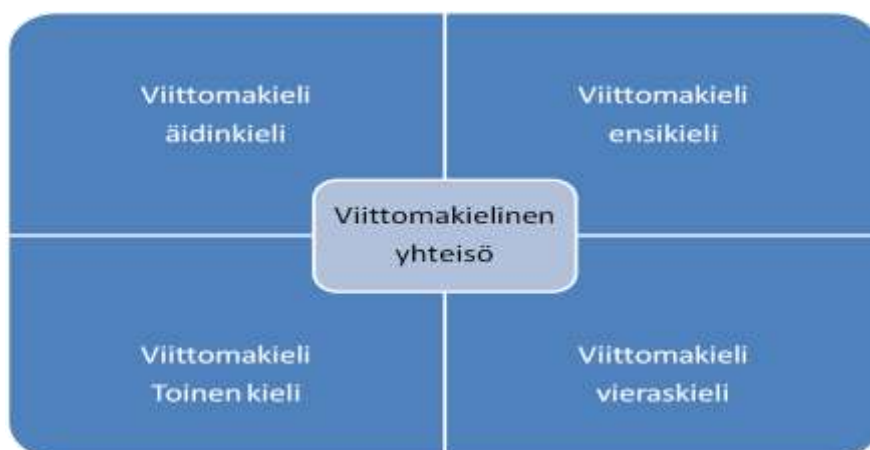 Viittomakieli
äidinkieli
Viittomakieli
ensikieli
Viittomakielinen
yhteisö
Viittomakieli
Toinen kieli
Viittomakieli
vieraskieli